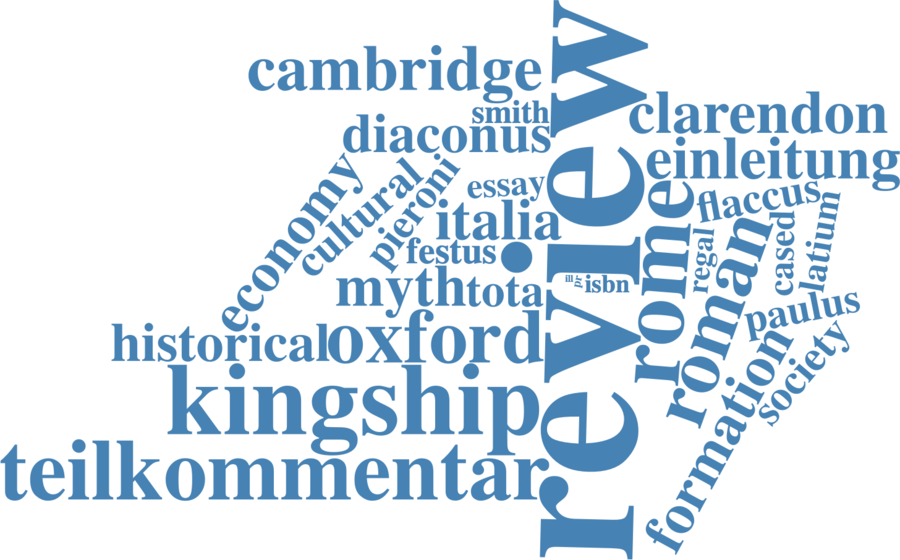 review
cambridge
smith
clarendon
diaconus
einleitung
economy
cultural
pieroni
essay
flaccus
italia
rome
regal
roman
cased
latium
festus
isbn
ill
myth
tota
paulus
historical
oxford
formation
society
kingship
teilkommentar